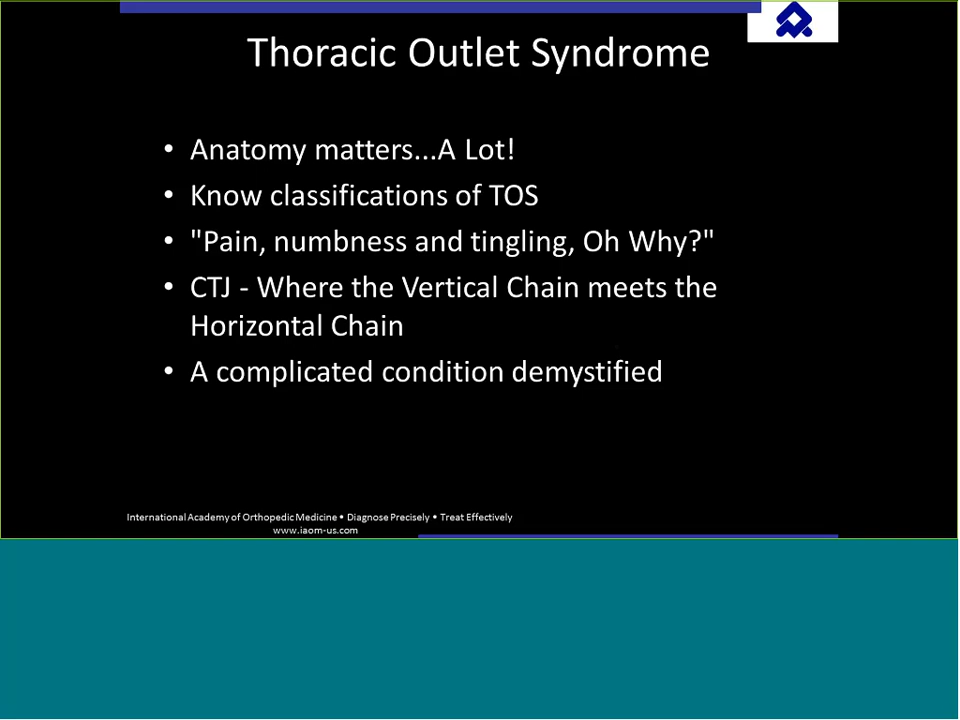 Thoracic Outlet Syndrome
• Anatomy matters...A Lot!
• Know classifications of TOS
• "Pain, numbness and tingling, Oh Why?"
• CTJ - Where the Vertical Chain meets the
Horizontal Chain
• A complicated condition demystified
International Academy of Orthopedic Medicine • Diagnose Precisely • Treat Effectively
www.iaom-us.com